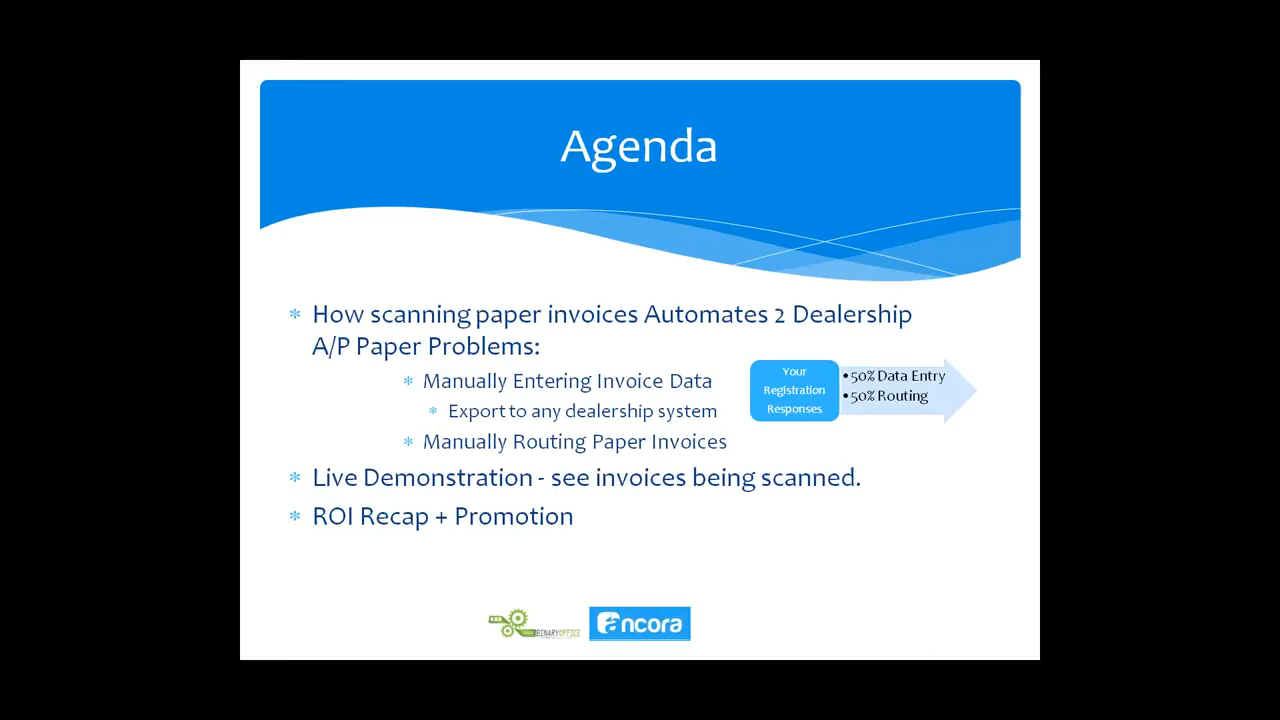 Agenda
How scanning paper invoices Automates 2 Dealership
A/P Paper Problems:
Manually Entering Invoice Data
Export to any dealership system
Manually Routing Paper Invoices
Your
Registration
Responses
• 50% Data Entry
• 50% Routing
Live Demonstration - see invoices being scanned.
ROI Recap + Promotion
BINARYOFFICE
ancora